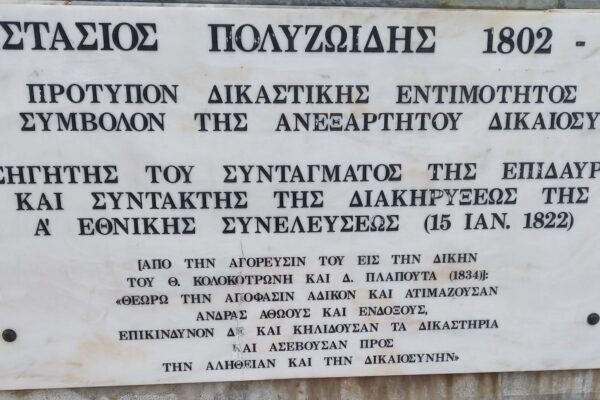 ΣΤΑΣΙΟΣ ΠΟΛΥΖΩΙΔΗΣ 1802 -
ΠΡΟΤΥΠΟΝ ΔΙΚΑΣΤΙΚΗΣ ΕΝΤΙΜΟΤΗΤΟΣ
ΣΥΜΒΟΛΟΝ ΤΗΣ ΑΝΕΞΑΡΤΗΤΟΥ ΔΙΚΑΙΟΣΥ
ΣΗΓΗΤΗΣ ΤΟΥ ΣΥΝΤΑΓΜΑΤΟΣ ΤΗΣ ΕΠΙΔΑΥΡ
ΚΑΙ ΣΥΝΤΑΚΤΗΣ ΤΗΣ ΔΙΑΚΗΡΥΞΕΩΣ ΤΗΣ
Α' ΕΘΝΙΚΗΣ ΣΥΝΕΛΕΥΣΕΩΣ (15 ΙΑΝ. 1822)
[ΑΠΟ ΤΗΝ ΑΓΟΡΕΥΣΙΝ ΤΟΥ ΕΙΣ ΤΗΝ ΔΙΚΗΝ
ΤΟΥ Θ. ΚΟΛΟΚΟΤΡΩΝΗ ΚΑΙ Δ. ΠΛΑΠΟΥΤΑ (1834)]:
«ΘΕΩΡΩ ΤΗΝ ΑΠΟΦΑΣΙΝ ΑΔΙΚΟΝ ΚΑΙ ΑΤΙΜΑΖΟΥΣΑΝ
ΑΝΔΡΑΣ ΑΘΩΟΥΣ ΚΑΙ ΕΝΔΟΞΟΥΣ,
ΕΠΙΚΙΝΔΥΝΟΝ ΔΕ ΚΑΙ ΚΗΛΙΔΟΥΣΑΝ ΤΑ ΔΙΚΑΣΤΗΡΙΑ
ΚΑΙ ΑΣΕΒΟΥΣΑΝ ΠΡΟΣ
ΤΗΝ ΑΛΗΘΕΙΑΝ ΚΑΙ ΤΗΝ ΔΙΚΑΙΟΣΥΝΗΝ»